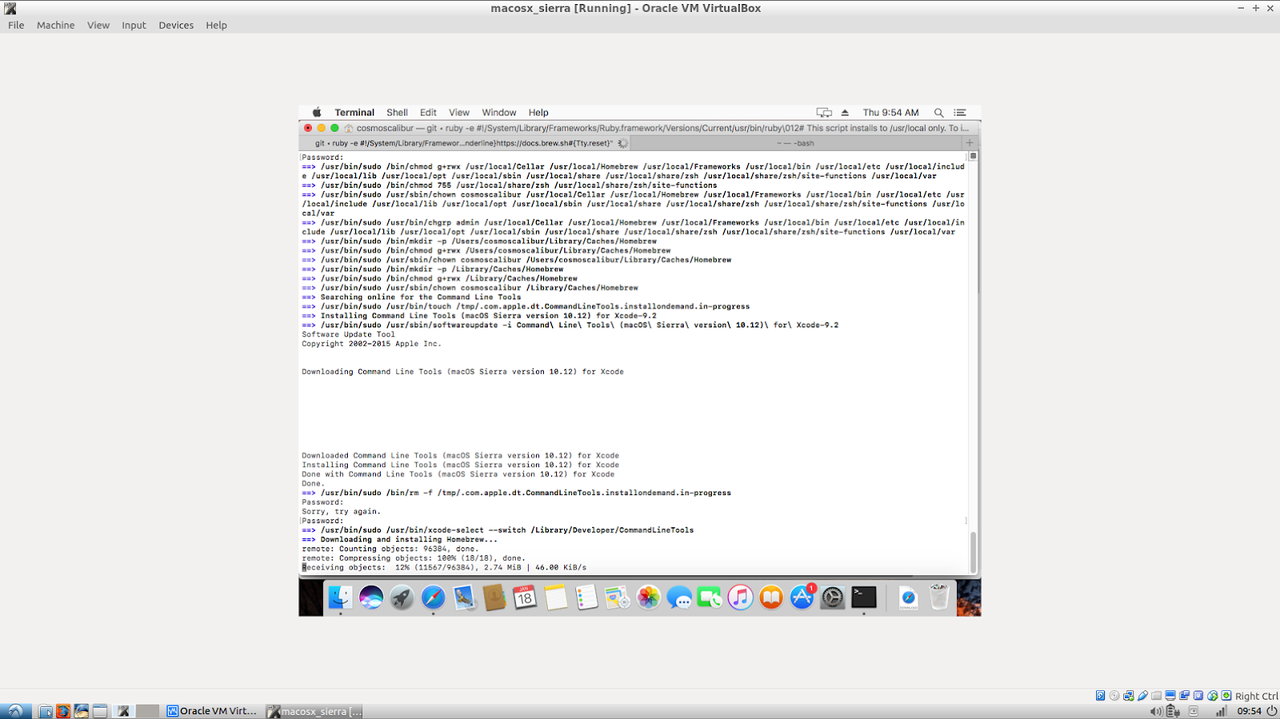 macosx_sierra [Running] - Oracle VM VirtualBox
File Machine View Input Devices Help
Terminal Shell Edit View Window Help Thu 9:54 AM
cosmoscalibur — git • ruby -e #!/System/Library/Frameworks/Ruby.framework/Versions/Current/usr/bin/ruby\012# This script installs to /usr/local only. To i...
git • ruby -e #!/System/Library/Framewor...nderline}https://docs.brew.sh#{Tty.reset}" ~ — -bash
Password:
==> /usr/bin/sudo /bin/chmod g+rwx /usr/local/Cellar /usr/local/Homebrew /usr/local/Frameworks /usr/local/bin /usr/local/etc /usr/local/includ
e /usr/local/lib /usr/local/opt /usr/local/sbin /usr/local/share /usr/local/share/zsh /usr/local/share/zsh/site-functions /usr/local/var
==> /usr/bin/sudo /bin/chmod 755 /usr/local/share/zsh /usr/local/share/zsh/site-functions
==> /usr/bin/sudo /usr/sbin/chown cosmoscalibur /usr/local/Cellar /usr/local/Homebrew /usr/local/Frameworks /usr/local/bin /usr/local/etc /usr
/local/include /usr/local/lib /usr/local/opt /usr/local/sbin /usr/local/share /usr/local/share/zsh /usr/local/share/zsh/site-functions /usr/lo
cal/var
==> /usr/bin/sudo /usr/bin/chgrp admin /usr/local/Cellar /usr/local/Homebrew /usr/local/Frameworks /usr/local/bin /usr/local/etc /usr/local/in
clude /usr/local/lib /usr/local/opt /usr/local/sbin /usr/local/share /usr/local/share/zsh /usr/local/share/zsh/site-functions /usr/local/var
==> /usr/bin/sudo /bin/mkdir -p /Users/cosmoscalibur/Library/Caches/Homebrew
==> /usr/bin/sudo /bin/chmod g+rwx /Users/cosmoscalibur/Library/Caches/Homebrew
==> /usr/bin/sudo /usr/sbin/chown cosmoscalibur /Users/cosmoscalibur/Library/Caches/Homebrew
==> /usr/bin/sudo /bin/mkdir -p /Library/Caches/Homebrew
==> /usr/bin/sudo /bin/chmod g+rwx /Library/Caches/Homebrew
==> /usr/bin/sudo /usr/sbin/chown cosmoscalibur /Library/Caches/Homebrew
==> Searching online for the Command Line Tools
==> /usr/bin/sudo /usr/bin/touch /tmp/.com.apple.dt.CommandLineTools.installondemand.in-progress
==> Installing Command Line Tools (macOS Sierra version 10.12) for Xcode-9.2
==> /usr/bin/sudo /usr/sbin/softwareupdate -i Command\ Line\ Tools\ (macOS\ Sierra\ version\ 10.12)\ for\ Xcode-9.2
Software Update Tool
Copyright 2002-2015 Apple Inc.
Downloading Command Line Tools (macOS Sierra version 10.12) for Xcode
Downloaded Command Line Tools (macOS Sierra version 10.12) for Xcode
Installing Command Line Tools (macOS Sierra version 10.12) for Xcode
Done with Command Line Tools (macOS Sierra version 10.12) for Xcode
Done.
==> /usr/bin/sudo /bin/rm -f /tmp/.com.apple.dt.CommandLineTools.installondemand.in-progress
Password:
Sorry, try again.
Password:
==> /usr/bin/sudo /usr/bin/xcode-select --switch /Library/Developer/CommandLineTools
==> Downloading and installing Homebrew...
remote: Counting objects: 96384, done.
remote: Compressing objects: 100% (18/18), done.
Receiving objects: 12% (11567/96384), 2.74 MiB | 46.00 KiB/s
18
1
Right Ctrl
Oracle VM Virt... macosx_sierra [... 09:54